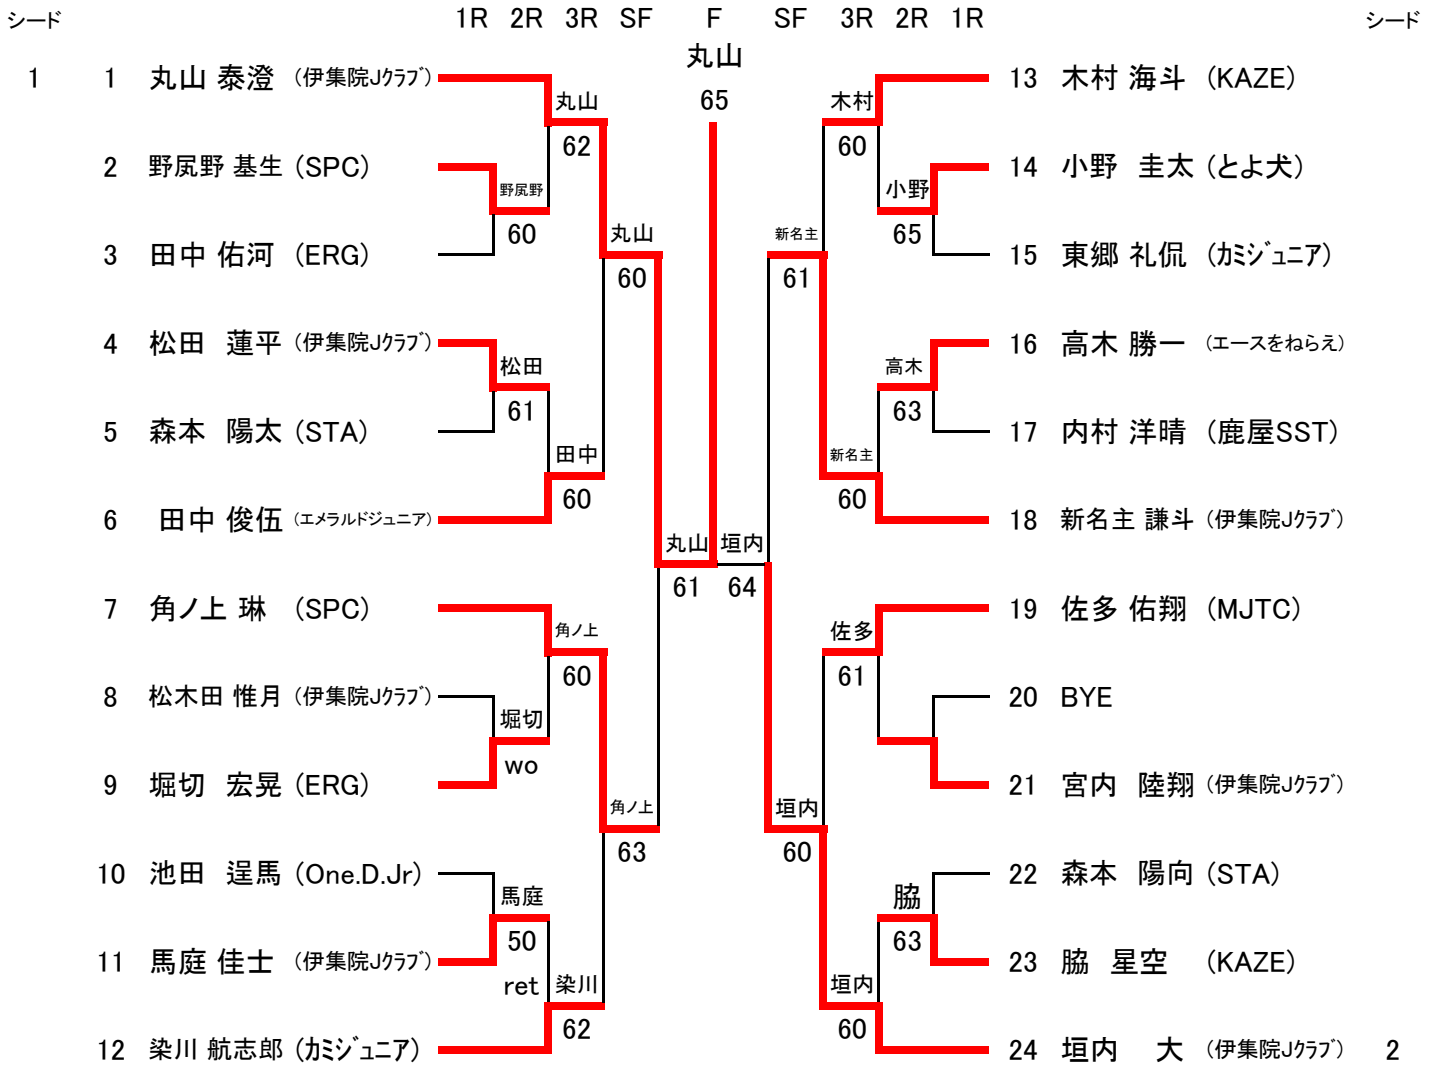 シード 1R 2R 3R SF F SF 3R 2R 1R シード
丸山
1 1 丸山 泰澄 (伊集院Jｸﾗﾌﾞ) 13 木村 海斗 (KAZE)
丸山 65 木村
62 60
2 野尻野 基生 (SPC) 14 小野 圭太 (とよ犬)
野尻野 小野
60 丸山 新名主 65
3 田中 佑河 (ERG) 15 東郷 礼侃 (ｶﾐｼﾞｭﾆｱ)
60 61
4 松田 蓮平 (伊集院Jｸﾗﾌﾞ) 16 高木 勝一 (エースをねらえ)
松田 高木
61 63
5 森本 陽太 (STA) 17 内村 洋晴 (鹿屋SST)
田中 新名主
60 60
6 田中 俊伍 (エメラルドジュニア) 18 新名主 謙斗 (伊集院Jｸﾗﾌﾞ)
丸山 垣内
61 64
7 角ノ上 琳 (SPC) 19 佐多 佑翔 (MJTC)
角ノ上 佐多
60 61
8 松木田 惟月 (伊集院Jｸﾗﾌﾞ) 20 BYE
堀切
wo
9 堀切 宏晃 (ERG) 21 宮内 陸翔 (伊集院Jｸﾗﾌﾞ)
角ノ上 垣内
63 60
10 池田 逞馬 (One.D.Jr) 22 森本 陽向 (STA)
馬庭 脇
50 63
11 馬庭 佳士 (伊集院Jｸﾗﾌﾞ) 23 脇 星空 (KAZE)
ret 染川 垣内
62 60
12 染川 航志郎 (ｶﾐｼﾞｭﾆｱ) 24 垣内 大 (伊集院Jｸﾗﾌﾞ) 2